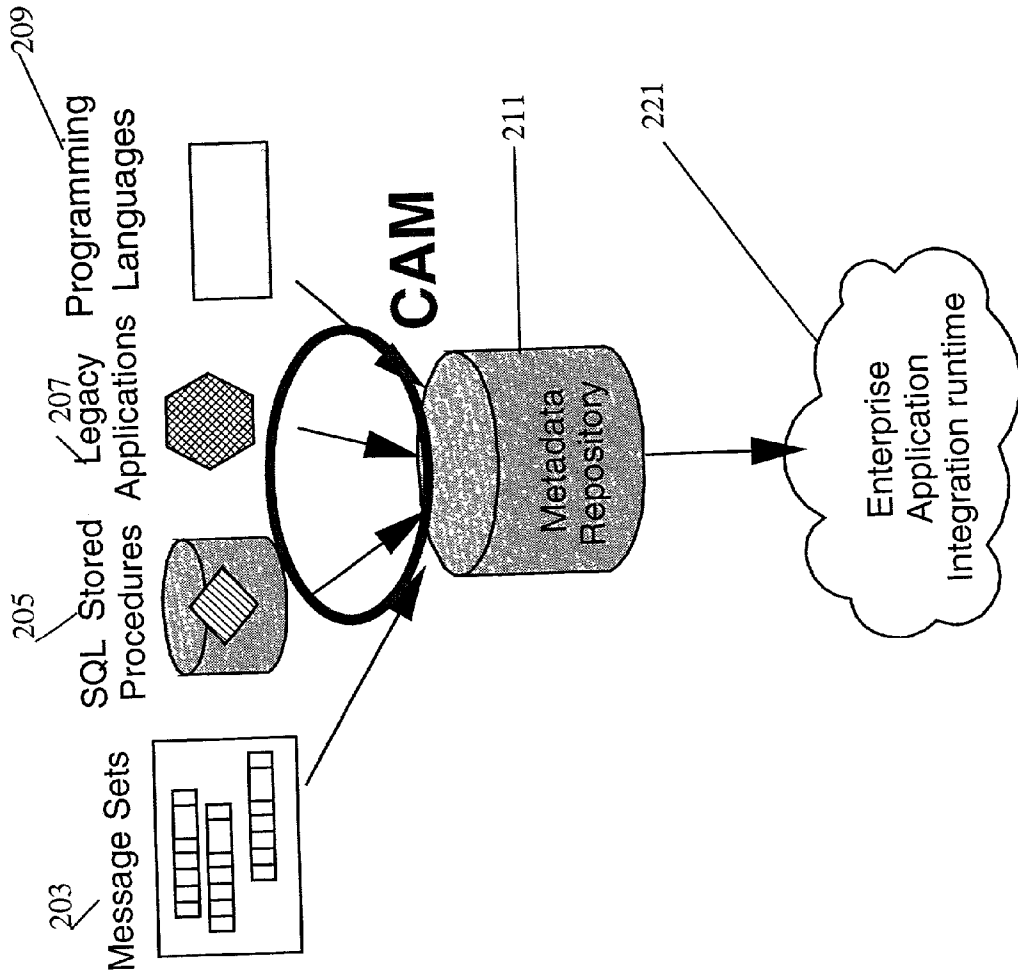 203
Message Sets
205
SQL Stored
Procedures
207
Legacy
Applications
209
Programming
Languages
CAM
211
Metadata
Repository
221
Enterprise
Application
Integration runtime